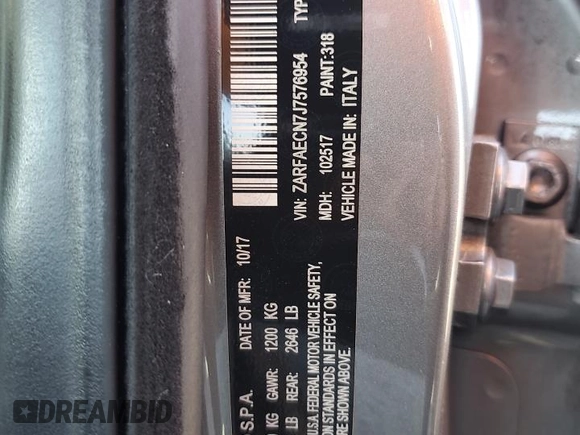 S.P.A. DATE OF MFR: 10/17
KG GAWR: 1200 KG
LB REAR: 2646 LB
VIN: ZARFAECN7J7576954 TYP
MDH: 102517 PAINT: 318
VEHICLE MADE IN: ITALY
U.S.A. FEDERAL MOTOR VEHICLE SAFETY,
ON STANDARDS IN EFFECT ON
RE SHOWN ABOVE.
DREAMBID